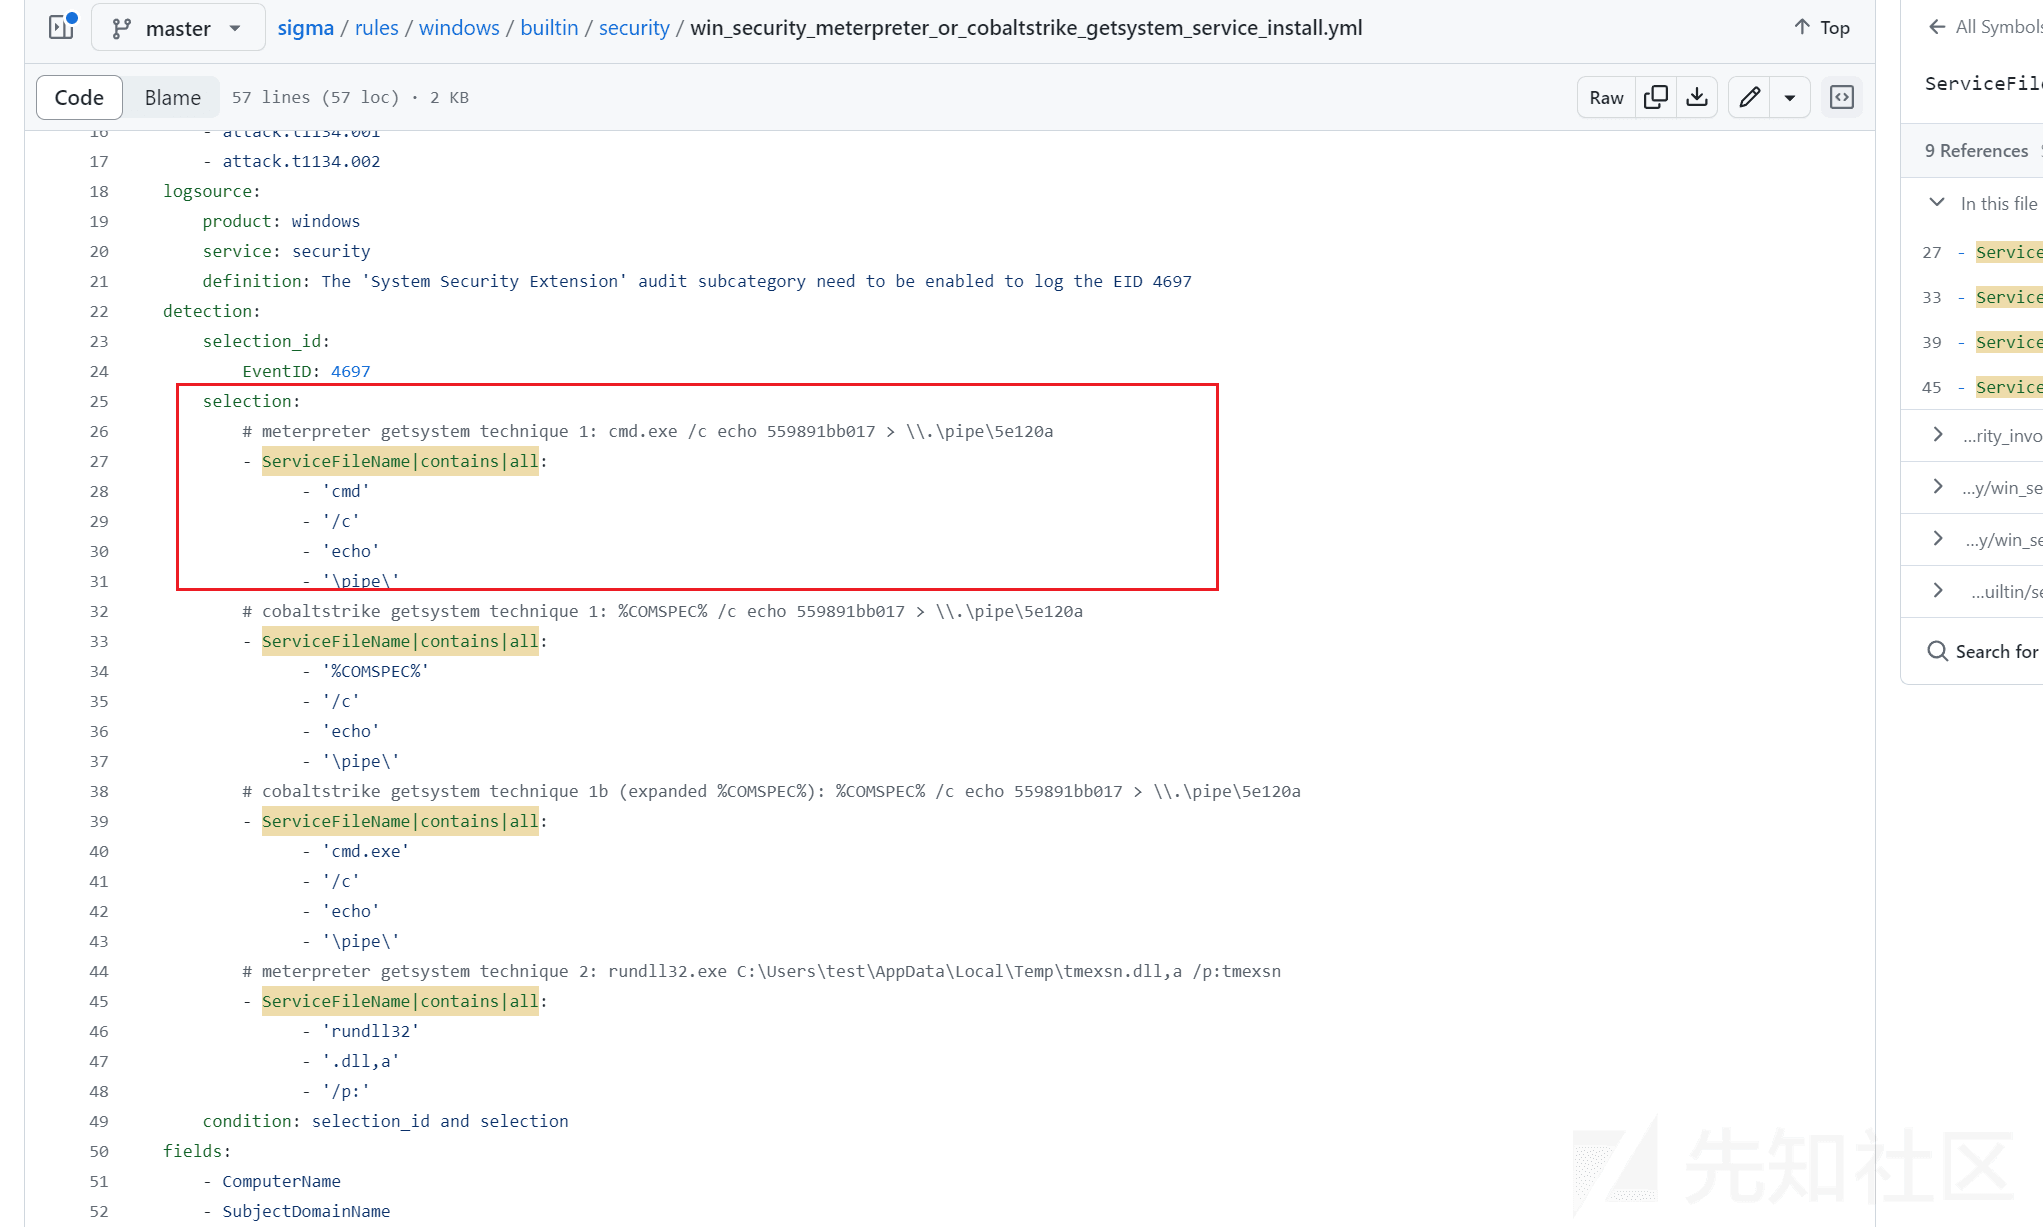 master
sigma / rules / windows / builtin / security / win_security_meterpreter_or_cobaltstrike_getsystem_service_install.yml
Top
Code Blame 57 lines (57 loc) · 2 KB
Raw
16 - attack.t1134.001
17 - attack.t1134.002
18 logsource:
19 product: windows
20 service: security
21 definition: The 'System Security Extension' audit subcategory need to be enabled to log the EID 4697
22 detection:
23 selection_id:
24 EventID: 4697
25 selection:
26 # meterpreter getsystem technique 1: cmd.exe /c echo 559891bb017 > \\.\pipe\5e120a
27 - ServiceFileName|contains|all:
28 - 'cmd'
29 - '/c'
30 - 'echo'
31 - '\pipe\'
32 # cobaltstrike getsystem technique 1: %COMSPEC% /c echo 559891bb017 > \\.\pipe\5e120a
33 - ServiceFileName|contains|all:
34 - '%COMSPEC%'
35 - '/c'
36 - 'echo'
37 - '\pipe\'
38 # cobaltstrike getsystem technique 1b (expanded %COMSPEC%): %COMSPEC% /c echo 559891bb017 > \\.\pipe\5e120a
39 - ServiceFileName|contains|all:
40 - 'cmd.exe'
41 - '/c'
42 - 'echo'
43 - '\pipe\'
44 # meterpreter getsystem technique 2: rundll32.exe C:\Users\test\AppData\Local\Temp\tmexsn.dll,a /p:tmexsn
45 - ServiceFileName|contains|all:
46 - 'rundll32'
47 - '.dll,a'
48 - '/p:'
49 condition: selection_id and selection
50 fields:
51 - ComputerName
52 - SubjectDomainName
All Symbols
ServiceFil
9 References
In this file
27 - Service
33 - Service
39 - Service
45 - Service
...rity_invo
...y/win_se
...y/win_se
...uiltin/se
Search for
先知社区